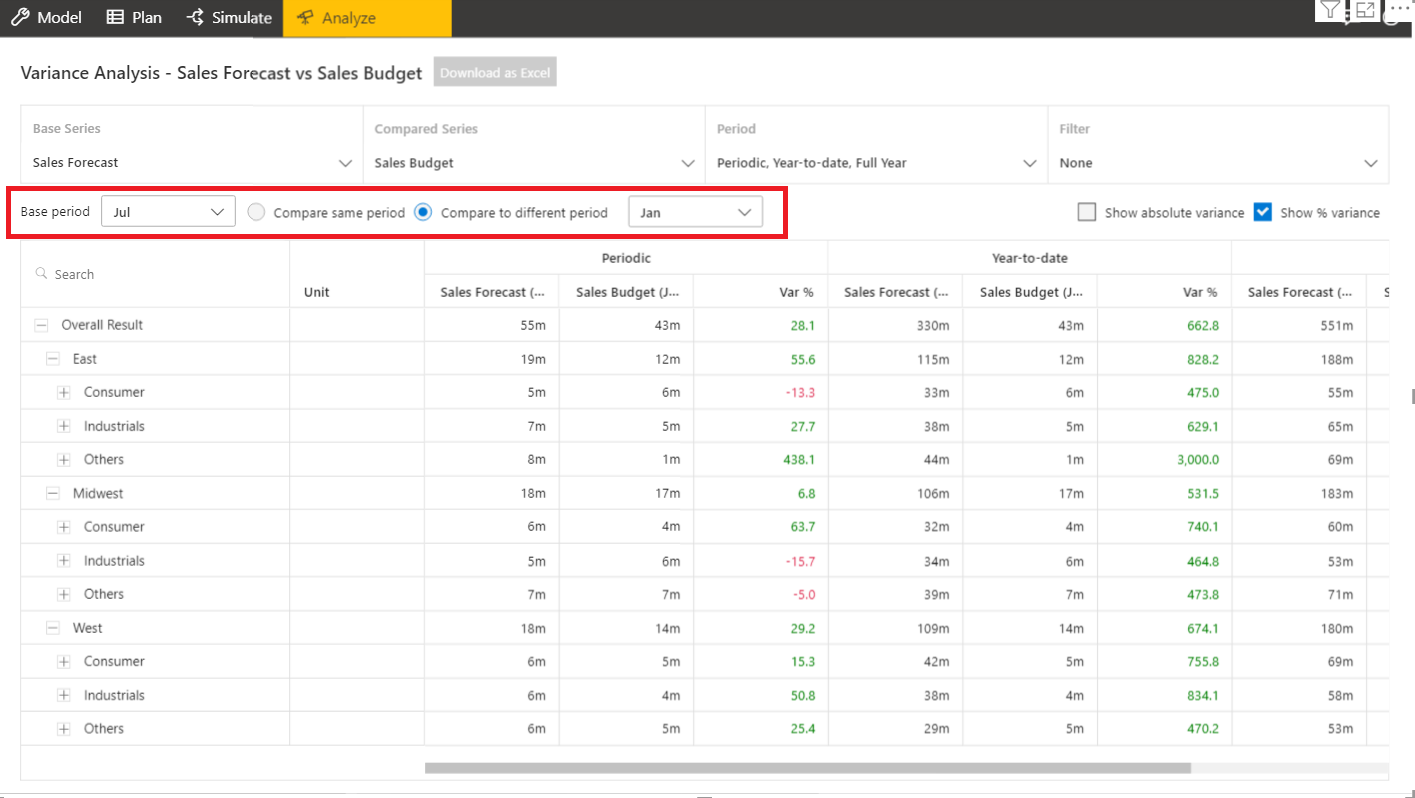 Model Plan Simulate Analyze
Variance Analysis - Sales Forecast vs Sales Budget Download as Excel
Base Series Compared Series Period Filter
Sales Forecast Sales Budget Periodic, Year-to-date, Full Year None
Base period Jul Compare same period Compare to different period Jan Show absolute variance Show % variance
Periodic Year-to-date
Search
Unit Sales Forecast (... Sales Budget (J... Var % Sales Forecast (... Sales Budget (J... Var % Sales Forecast (... S
Overall Result 55m 43m 28.1 330m 43m 662.8 551m
East 19m 12m 55.6 115m 12m 828.2 188m
Consumer 5m 6m -13.3 33m 6m 475.0 55m
Industrials 7m 5m 27.7 38m 5m 629.1 65m
Others 8m 1m 438.1 44m 1m 3,000.0 69m
Midwest 18m 17m 6.8 106m 17m 531.5 183m
Consumer 6m 4m 63.7 32m 4m 740.1 60m
Industrials 5m 6m -15.7 34m 6m 464.8 53m
Others 7m 7m -5.0 39m 7m 473.8 71m
West 18m 14m 29.2 109m 14m 674.1 180m
Consumer 6m 5m 15.3 42m 5m 755.8 69m
Industrials 6m 4m 50.8 38m 4m 834.1 58m
Others 6m 5m 25.4 29m 5m 470.2 53m